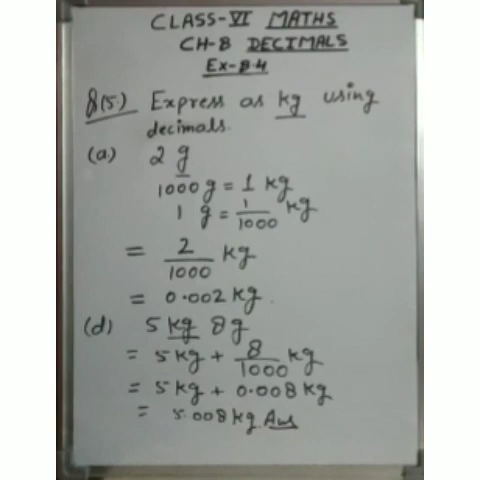 CLASS-VI MATHS
CH-8 DECIMALS
Ex-8.4
Q(5.) Express as kg using
decimals.
(a.) 2 g
1000 g = 1 kg
1 g = 1/1000 kg
= 2/1000 kg
= 0.002 kg.
(d) 5 kg 8g
= 5 kg + 8/1000 kg
= 5 kg + 0.008 kg
= 5.008 kg Ans